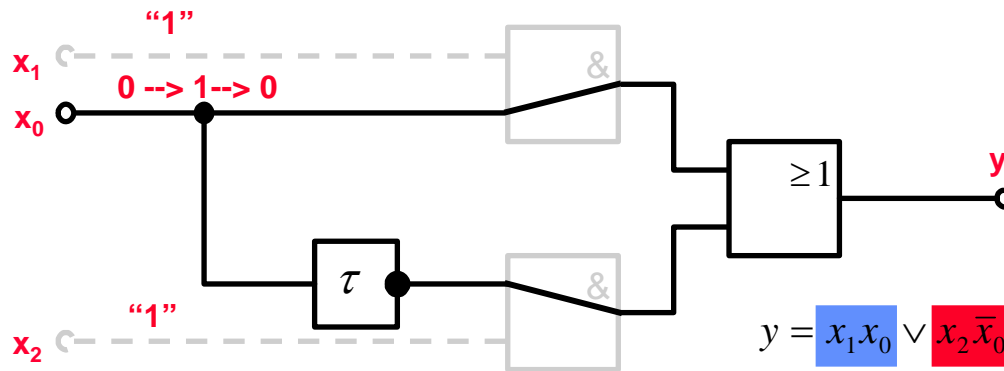 “1”
x₁
&
0 --> 1--> 0
x₀
≥1
y
τ
&
“1”
x₂
y = x₁x₀ ∨ x₂x̄₀